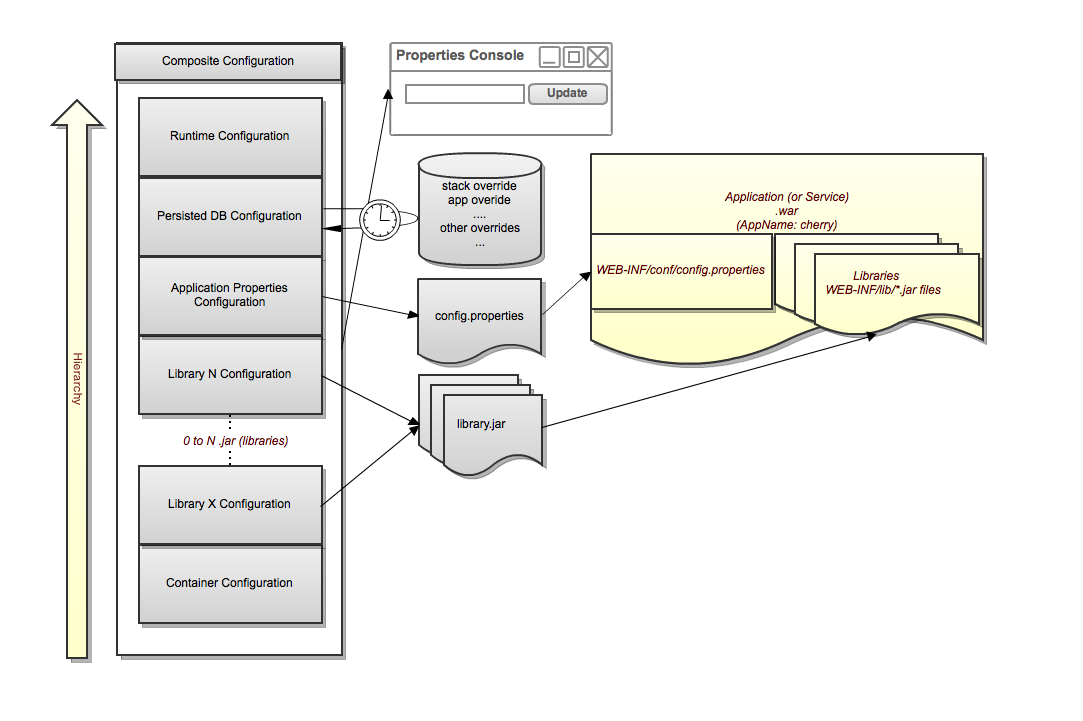 Composite Configuration
Runtime Configuration
Persisted DB Configuration
Application Properties
Configuration
Library N Configuration
0 to N .jar (libraries)
Library X Configuration
Container Configuration
Hierarchy
Properties Console
Update
stack override
app overide
....
other overrides
...
config.properties
library.jar
Application (or Service)
.war
(AppName: cherry)
WEB-INF/conf/config.properties
Libraries
WEB-INF/lib/*.jar files